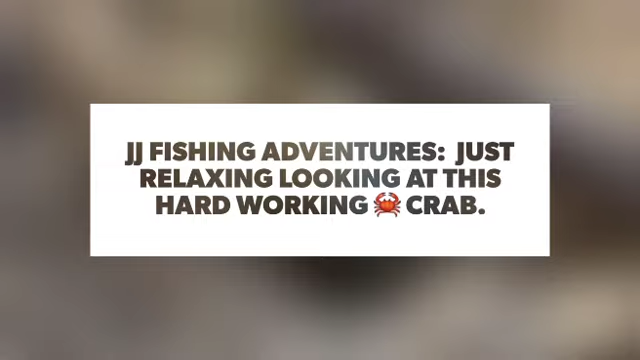 JJ FISHING ADVENTURES: JUST
RELAXING LOOKING AT THIS
HARD WORKING 🦀 CRAB.